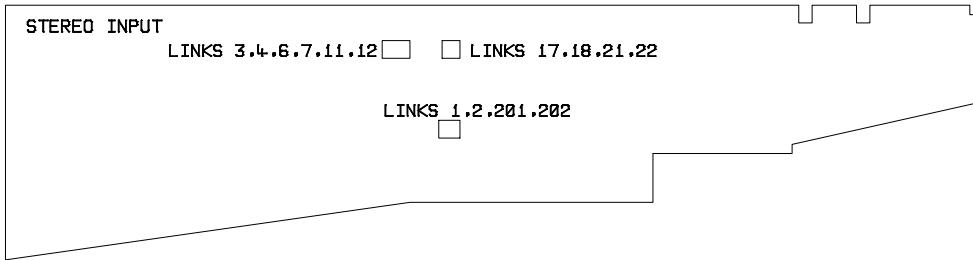 STEREO INPUT
LINKS 3.4.6.7.11.12
LINKS 17.18.21.22
LINKS 1.2.201.202